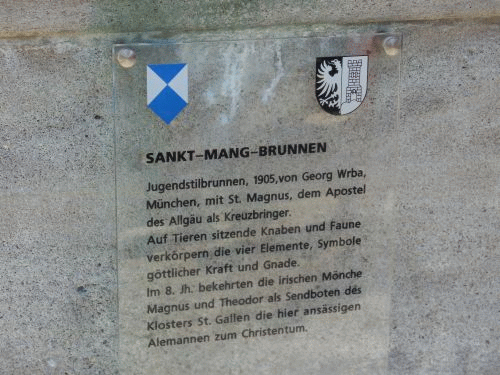 SANKT-MANG-BRUNNEN
Jugendstilbrunnen, 1905,von Georg Wrba,
München, mit St. Magnus, dem Apostel
des Allgäu als Kreuzbringer.
Auf Tieren sitzende Knaben und Faune
verkörpern die vier Elemente, Symbole
göttlicher Kraft und Gnade.
Im 8. Jh. bekehrten die irischen Mönche
Magnus und Theodor als Sendboten des
Klosters St. Gallen die hier ansässigen
Alemannen zum Christentum.